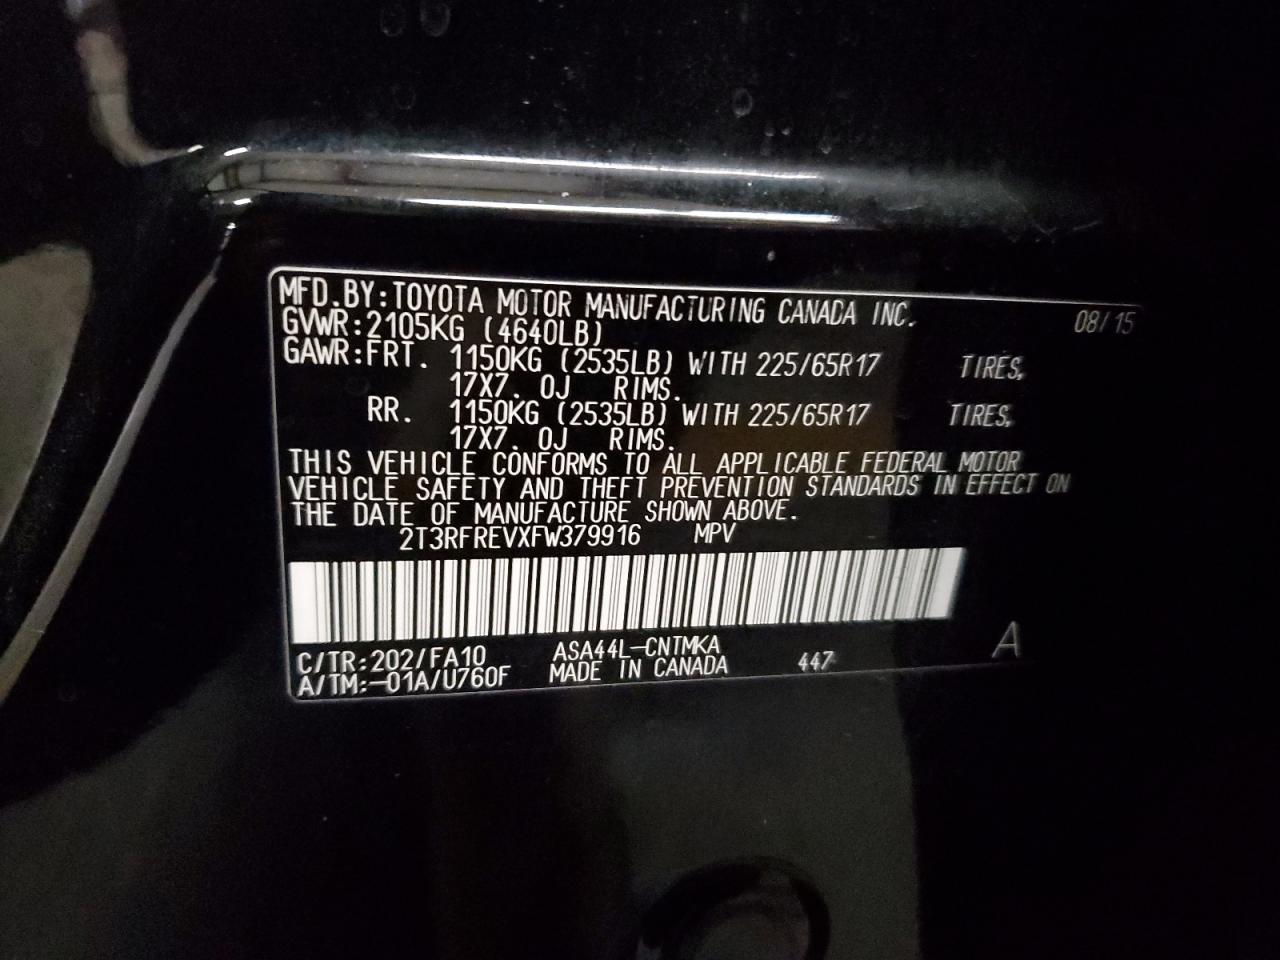 MFD.BY:TOYOTA MOTOR MANUFACTURING CANADA INC. 08/15
GVWR:2105KG (4640LB)
GAWR:FRT. 1150KG (2535LB) WITH 225/65R17 TIRES,
17X7.0J RIMS.
RR. 1150KG (2535LB) WITH 225/65R17 TIRES,
17X7.0J RIMS.
THIS VEHICLE CONFORMS TO ALL APPLICABLE FEDERAL MOTOR
VEHICLE SAFETY AND THEFT PREVENTION STANDARDS IN EFFECT ON
THE DATE OF MANUFACTURE SHOWN ABOVE.
2T3RFREVXFW379916 MPV
C/TR:202/FA10 ASA44L-CNTMKA A
A/TM:-01A/U760F MADE IN CANADA 447